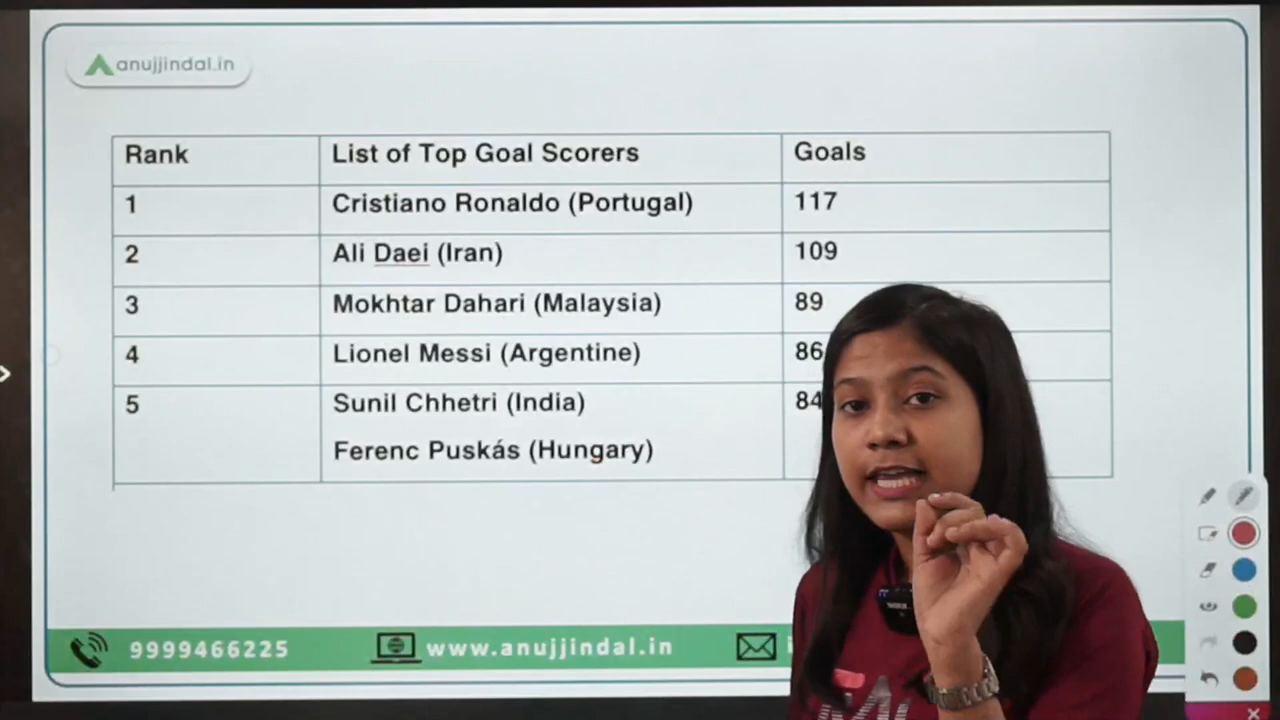 anujjindal.in
Rank List of Top Goal Scorers Goals
1 Cristiano Ronaldo (Portugal) 117
2 Ali Daei (Iran) 109
3 Mokhtar Dahari (Malaysia) 89
4 Lionel Messi (Argentine) 86
5 Sunil Chhetri (India) 84
Ferenc Puskás (Hungary)
9999466225 www.anujjindal.in